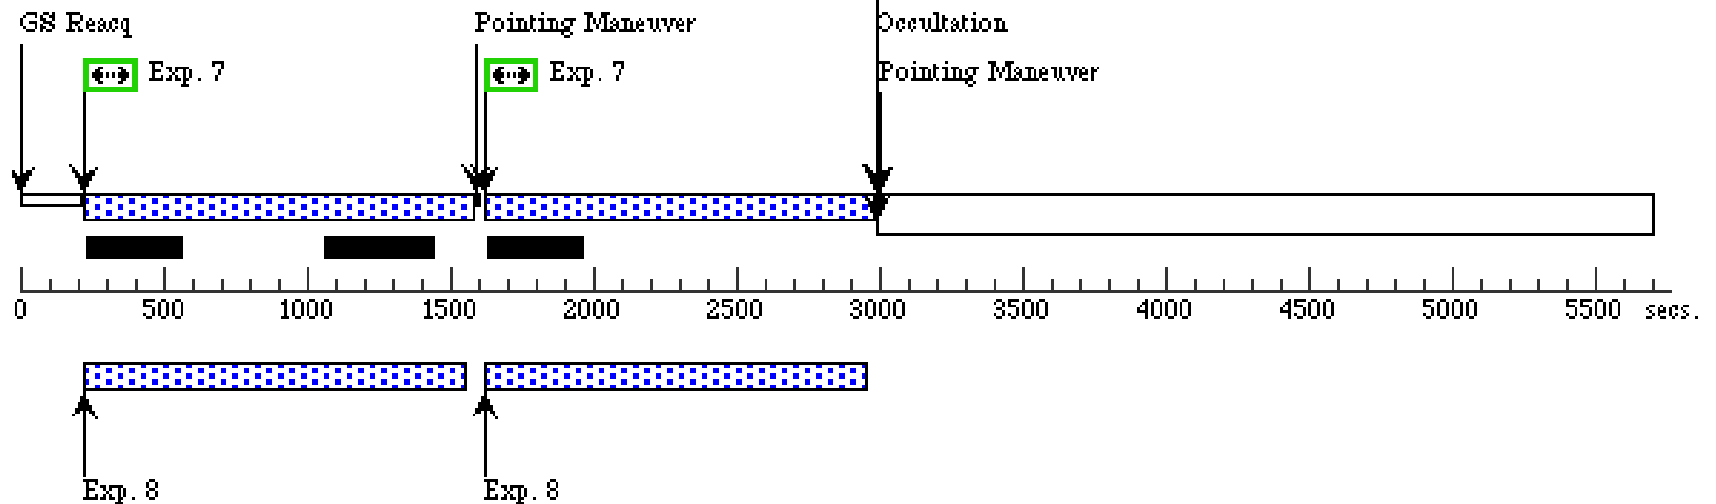 GS Reacq
Pointing Maneuver
Occultation
Exp. 7
Exp. 7
Pointing Maneuver
0 500 1000 1500 2000 2500 3000 3500 4000 4500 5000 5500 secs.
Exp. 8
Exp. 8